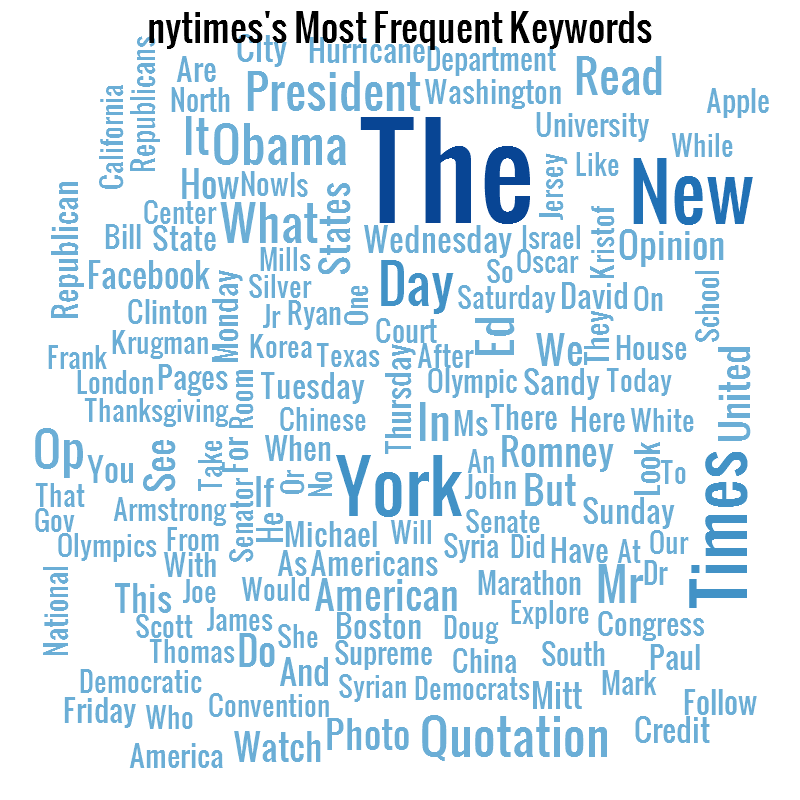 nytimes's Most Frequent Keywords
City
Hurricane
Department
Republicans
Are
North
President
Washington
Read
Apple
California
It
Obama
The
University
While
How
NowIs
Jersey
Like
New
Republican
Center
What
States
Wednesday
Israel
Kristof
Opinion
Bill
State
Mills
So
Oscar
Facebook
Silver
Day
Saturday
David
On
School
Clinton
Monday
Jr
Ryan
One
Court
Ed
Krugman
Korea
Texas
After
We
They
House
Frank
London
Pages
Tuesday
Thursday
Olympic
Sandy
Today
United
Thanksgiving
Room
Chinese
In
Ms
There
Here
White
Op
You
See
Take
For
When
York
An
Romney
Look
To
Times
That
Gov
Armstrong
Senator
If
Or
No
John
But
Sunday
Olympics
From
He
Michael
Will
Senate
Syria
Did
Have
At
Our
With
As
Americans
National
This
Joe
Would
American
Marathon
Mr
Dr
Scott
James
She
Boston
Doug
Explore
Congress
Thomas
Do
Supreme
China
South
Paul
Democratic
And
Syrian
Democrats
Mitt
Mark
Friday
Who
Convention
Follow
America
Watch
Photo
Quotation
Credit